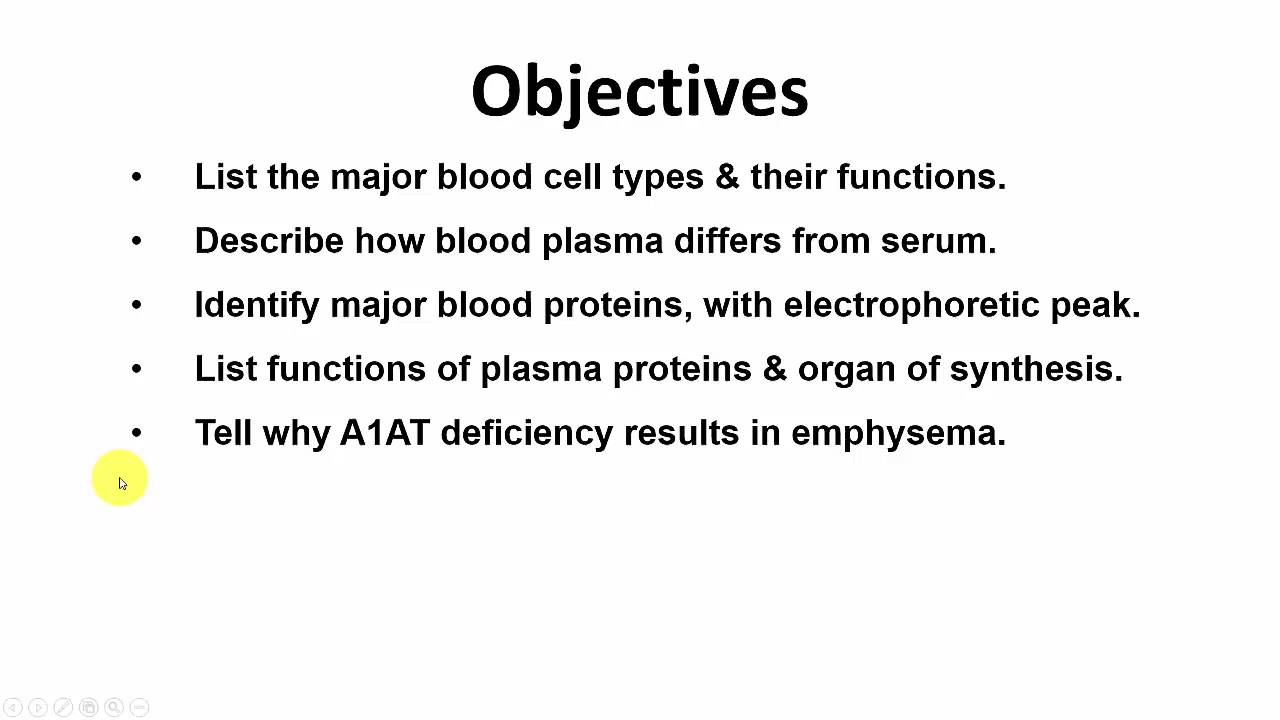 Objectives
• List the major blood cell types & their functions.
• Describe how blood plasma differs from serum.
• Identify major blood proteins, with electrophoretic peak.
• List functions of plasma proteins & organ of synthesis.
• Tell why A1AT deficiency results in emphysema.